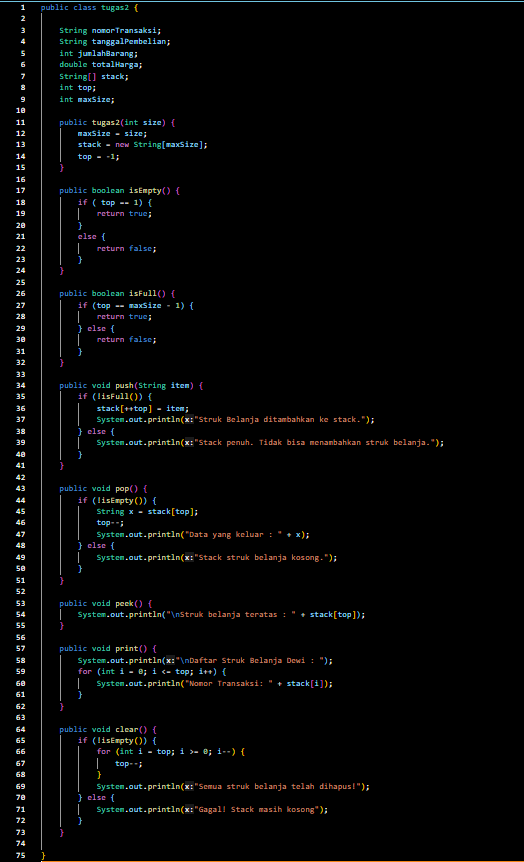 1 public class tugas2 {
2
3 String nomorTransaksi;
4 String tanggalPembelian;
5 int jumlahBarang;
6 double totalHarga;
7 String[] stack;
8 int top;
9 int maxSize;
10
11 public tugas2(int size) {
12 maxSize = size;
13 stack = new String[maxSize];
14 top = -1;
15 }
16
17 public boolean isEmpty() {
18 if ( top == 1) {
19 return true;
20 }
21 else {
22 return false;
23 }
24 }
25
26 public boolean isFull() {
27 if (top == maxSize - 1) {
28 return true;
29 } else {
30 return false;
31 }
32 }
33
34 public void push(String item) {
35 if (!isFull()) {
36 stack[++top] = item;
37 System.out.println(x:"Struk Belanja ditambahkan ke stack.");
38 } else {
39 System.out.println(x:"Stack penuh. Tidak bisa menambahkan struk belanja.");
40 }
41 }
42
43 public void pop() {
44 if (!isEmpty()) {
45 String x = stack[top];
46 top--;
47 System.out.println("Data yang keluar : " + x);
48 } else {
49 System.out.println(x:"Stack struk belanja kosong.");
50 }
51 }
52
53 public void peek() {
54 System.out.println("\nStruk belanja teratas : " + stack[top]);
55 }
56
57 public void print() {
58 System.out.println(x:"\nDaftar Struk Belanja Dewi : ");
59 for (int i = 0; i <= top; i++) {
60 System.out.println("Nomor Transaksi: " + stack[i]);
61 }
62 }
63
64 public void clear() {
65 if (!isEmpty()) {
66 for (int i = top; i >= 0; i--) {
67 top--;
68 }
69 System.out.println(x:"Semua struk belanja telah dihapus!");
70 } else {
71 System.out.println(x:"Gagal! Stack masih kosong");
72 }
73 }
74
75 }